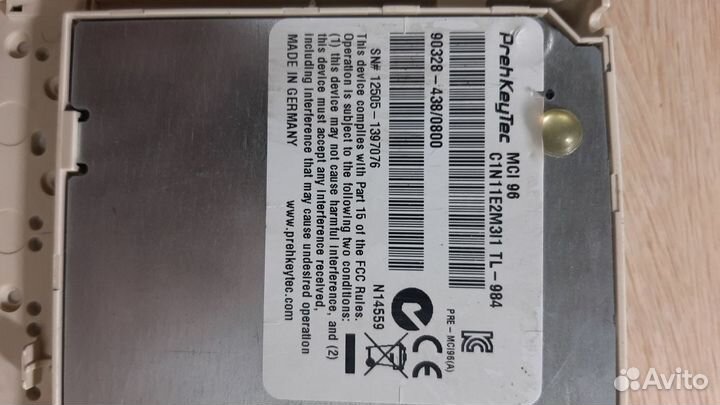 PrehKeyTec MCI 96
C1N11E2M3I1 TL-984
90328-438/0800
PRE-MCI96(A)
SN# 12505-1397076
N14559
This device complies with Part 15 of the FCC Rules.
Operation is subject to the following two conditions:
(1) this device may not cause harmful interference, and (2)
this device must accept any interference received,
including interference that may cause undesired operation
MADE IN GERMANY
www.prehkeytec.com
CE
Avito